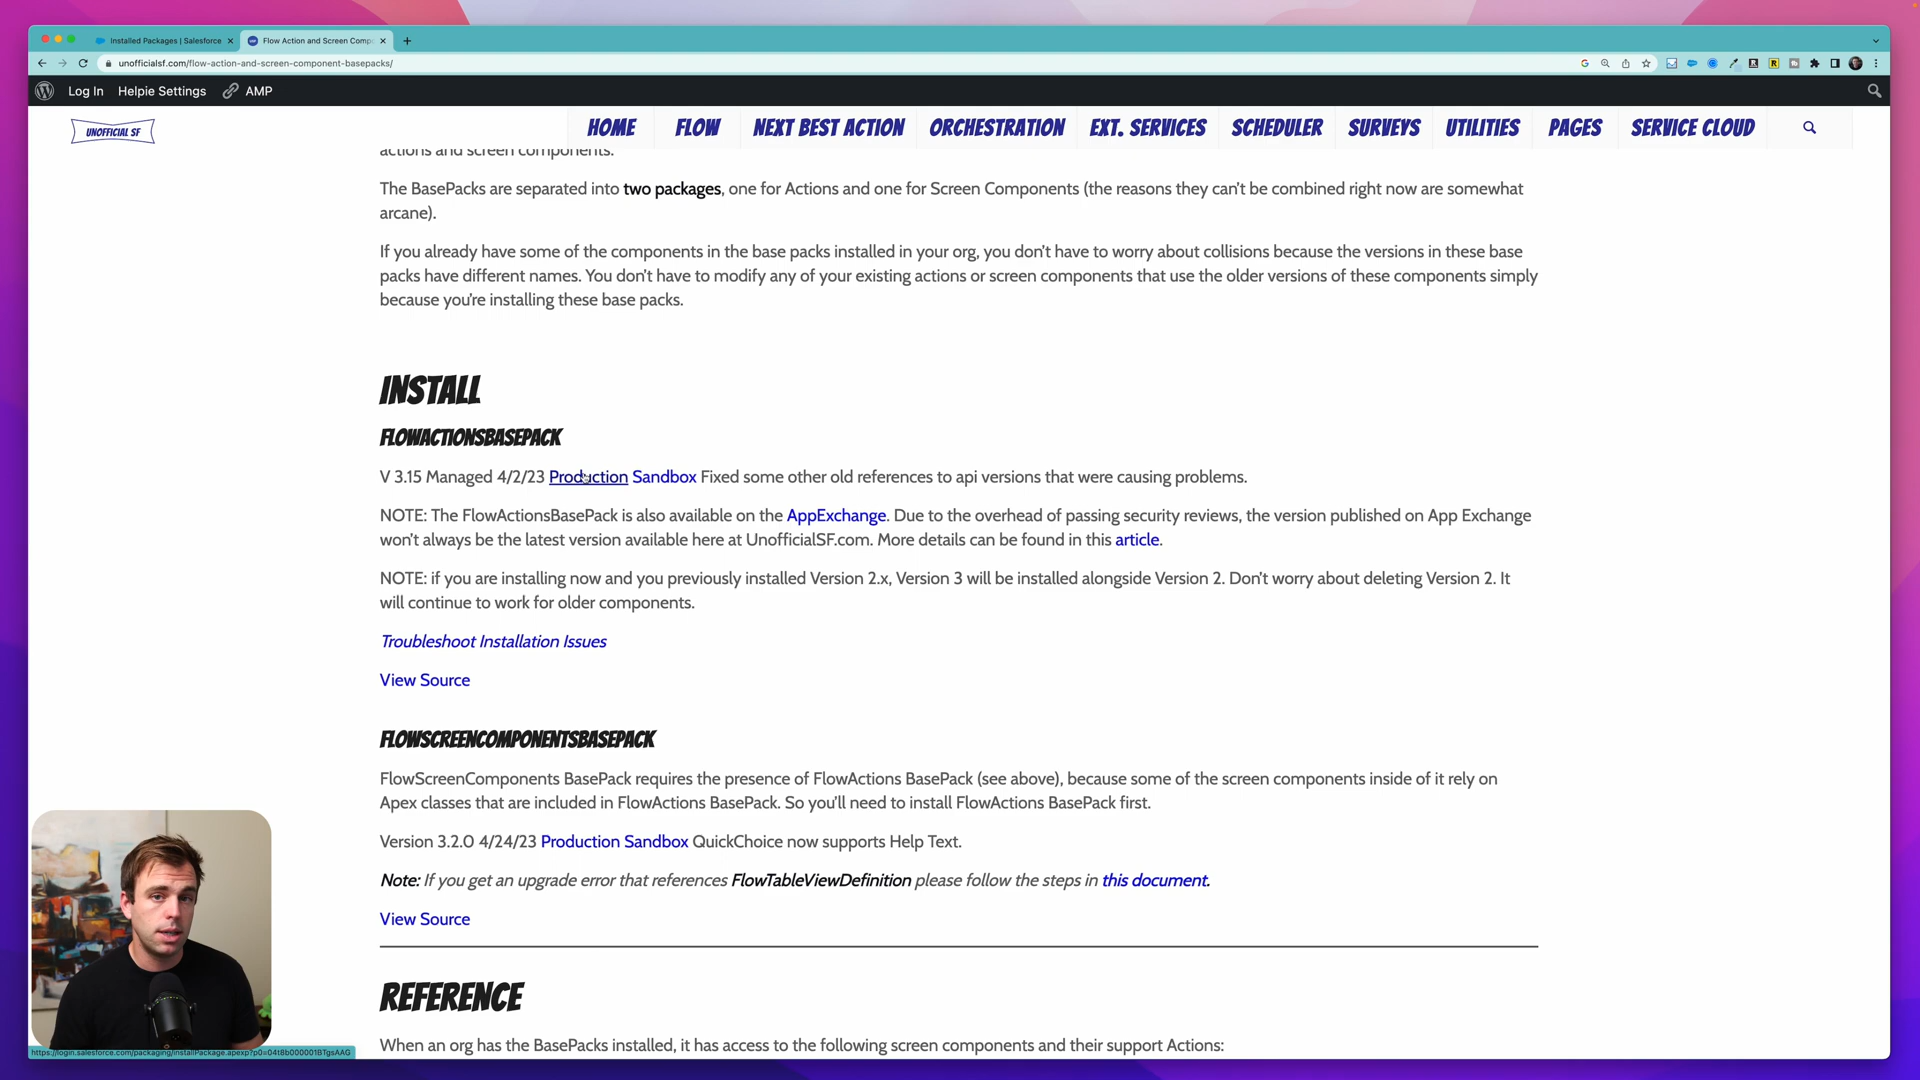 Installed Packages | Salesforce
Flow Action and Screen Comp
unofficialsf.com/flow-action-and-screen-component-basepacks/
Log In Helpie Settings AMP
UNOFFICIAL SF
HOME FLOW NEXT BEST ACTION ORCHESTRATION EXT. SERVICES SCHEDULER SURVEYS UTILITIES PAGES SERVICE CLOUD
actions and screen components.
The BasePacks are separated into two packages, one for Actions and one for Screen Components (the reasons they can't be combined right now are somewhat
arcane).
If you already have some of the components in the base packs installed in your org, you don't have to worry about collisions because the versions in these base
packs have different names. You don't have to modify any of your existing actions or screen components that use the older versions of these components simply
because you're installing these base packs.
INSTALL
FLOWACTIONSBASEPACK
V 3.15 Managed 4/2/23 Production Sandbox Fixed some other old references to api versions that were causing problems.
NOTE: The FlowActionsBasePack is also available on the AppExchange. Due to the overhead of passing security reviews, the version published on App Exchange
won't always be the latest version available here at UnofficialSF.com. More details can be found in this article.
NOTE: if you are installing now and you previously installed Version 2.x, Version 3 will be installed alongside Version 2. Don't worry about deleting Version 2. It
will continue to work for older components.
Troubleshoot Installation Issues
View Source
FLOWSCREENCOMPONENTSBASEPACK
FlowScreenComponents BasePack requires the presence of FlowActions BasePack (see above), because some of the screen components inside of it rely on
Apex classes that are included in FlowActions BasePack. So you'll need to install FlowActions BasePack first.
Version 3.2.0 4/24/23 Production Sandbox QuickChoice now supports Help Text.
Note: If you get an upgrade error that references FlowTableViewDefinition please follow the steps in this document.
View Source
REFERENCE
When an org has the BasePacks installed, it has access to the following screen components and their support Actions:
https://login.salesforce.com/packaging/installPackage.apexp?p0=04t8b000001BTgsAAG